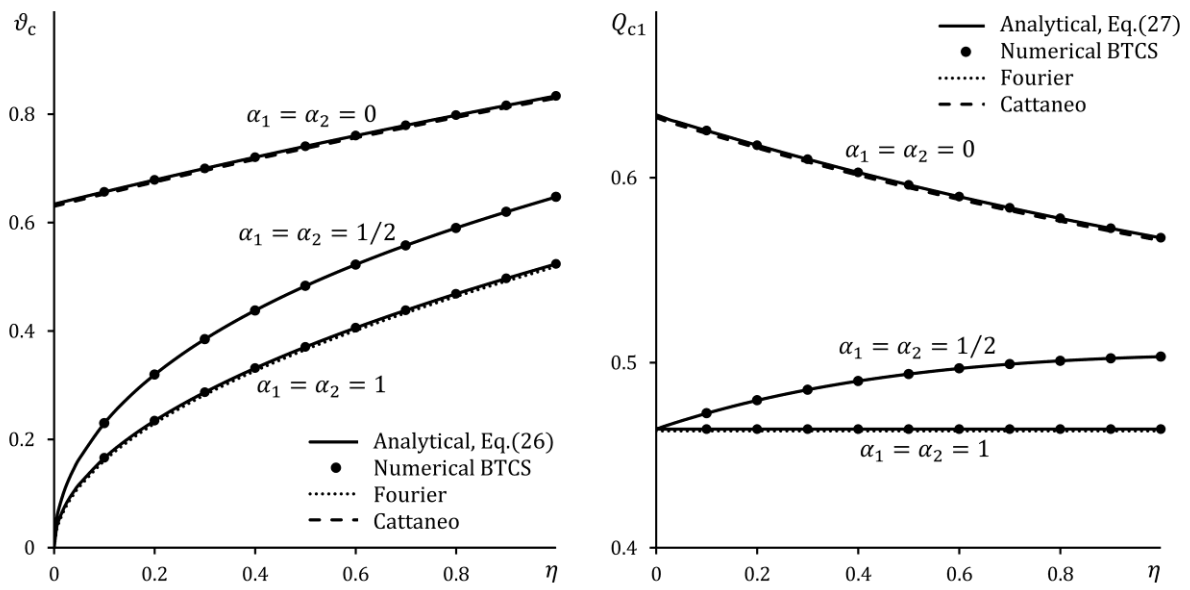 ϑc
0.8
0.6
0.4
0.2
0
α1 = α2 = 0
α1 = α2 = 1/2
α1 = α2 = 1
Analytical, Eq.(26)
Numerical BTCS
Fourier
Cattaneo
0 0.2 0.4 0.6 0.8 η
Qc1
0.6
0.5
0.4
Analytical, Eq.(27)
Numerical BTCS
Fourier
Cattaneo
α1 = α2 = 0
α1 = α2 = 1/2
α1 = α2 = 1
0 0.2 0.4 0.6 0.8 η